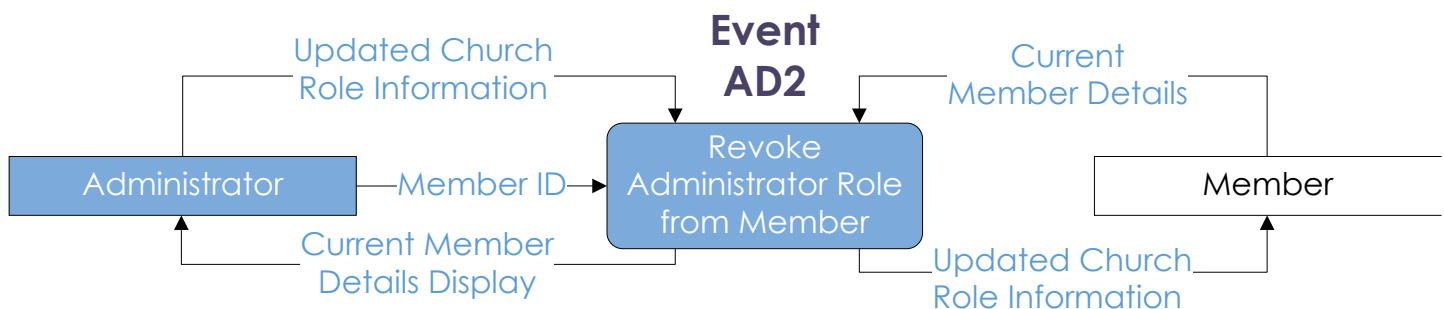 Event
AD2
Updated Church
Role Information
Current
Member Details
Administrator
Member ID
Revoke
Administrator Role
from Member
Member
Current Member
Details Display
Updated Church
Role Information